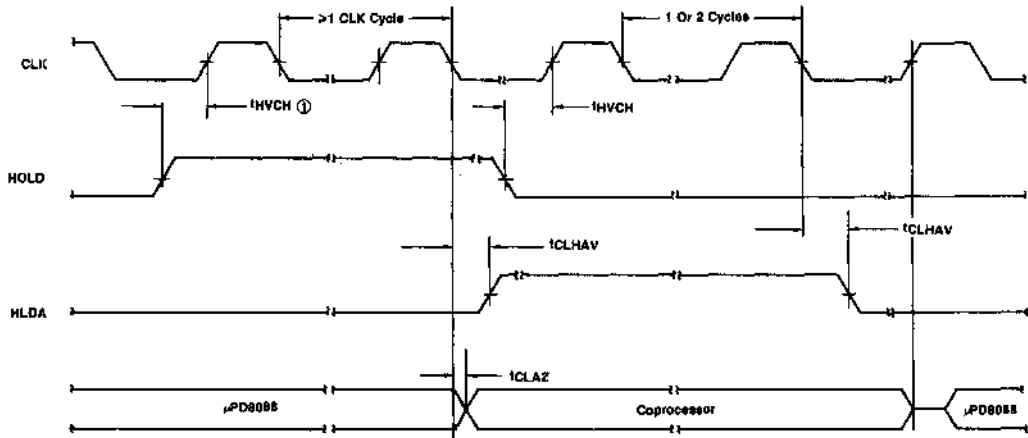 >1 CLK Cycle
1 Or 2 Cycles
CLK
tHVCH ①
tHVCH
HOLD
tCLHAV
tCLHAV
HLDA
tCLAZ
µPD8088
Coprocessor
µPD8088